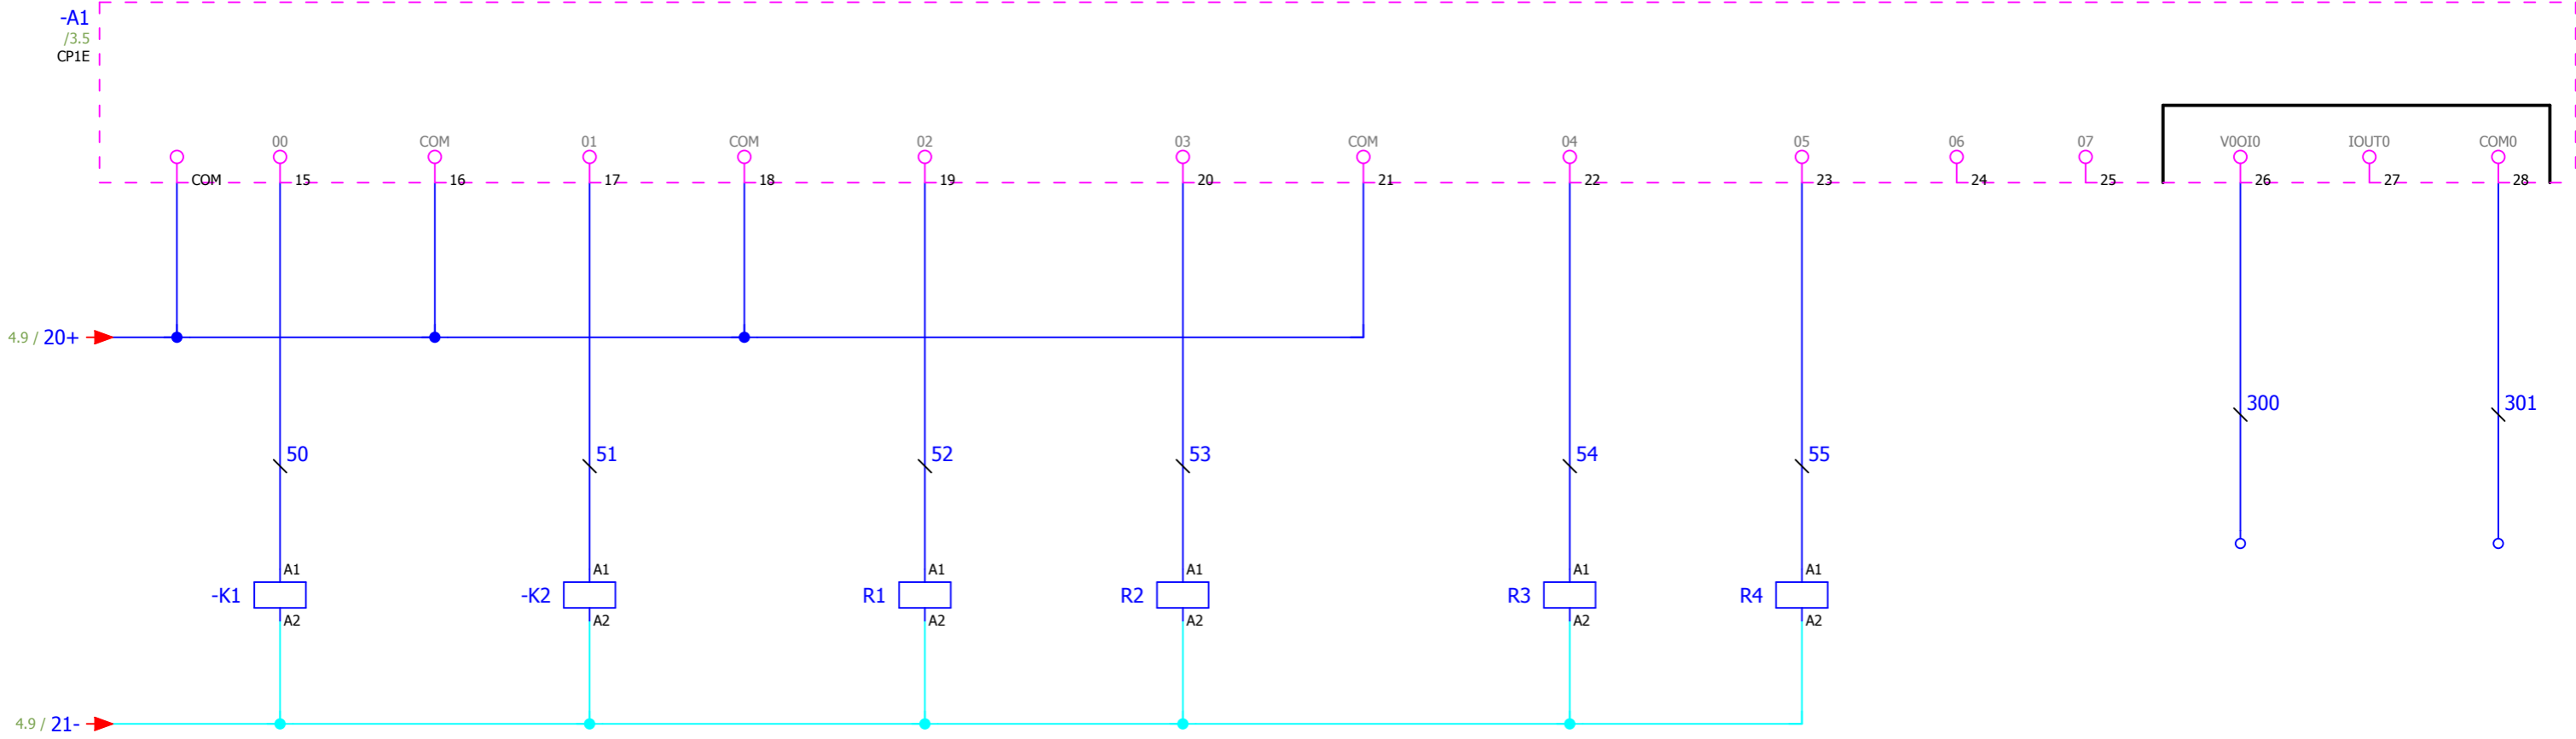 -A1
/3.5
CP1E
00 COM 01 COM 02 03 COM 04 05 06 07 V0OI0 IOUT0 COM0
COM 15 16 17 18 19 20 21 22 23 24 25 26 27 28
4.9 / 20+
300 301
50 51 52 53 54 55
A1 A1 A1 A1 A1 A1
-K1 -K2 R1 R2 R3 R4
A2 A2 A2 A2 A2 A2
4.9 / 21-